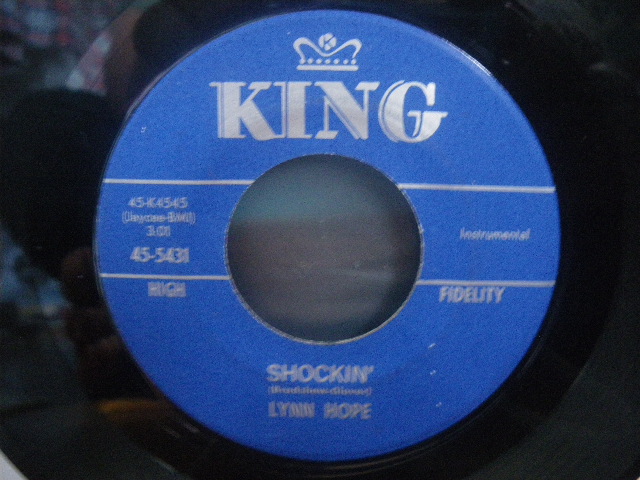 K
KING
45-K4545
(Jaycee-BMI)
3:01
45-5431
Instrumental
HIGH FIDELITY
SHOCKIN'
LYNN HOPE